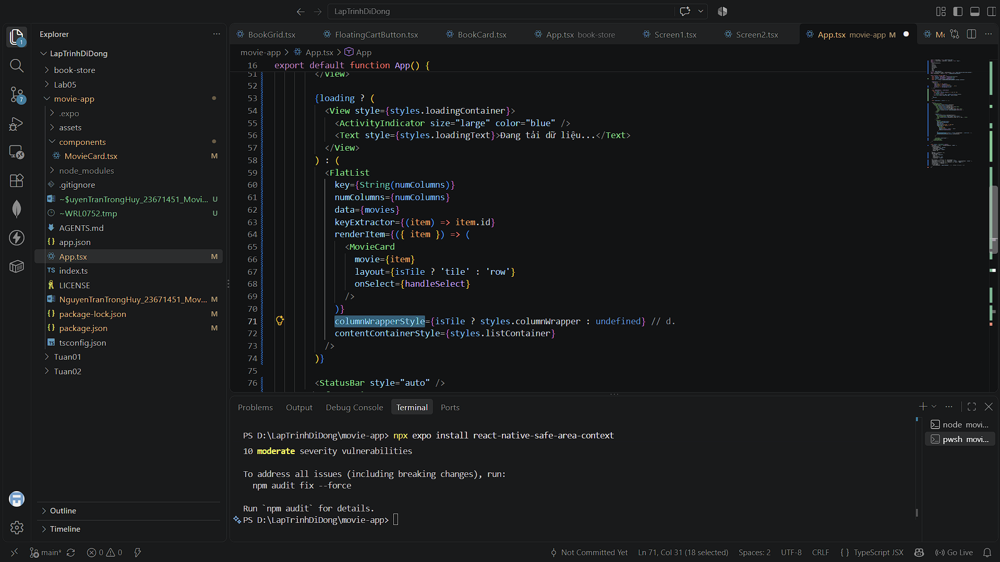 LapTrinhDiDong
Explorer
LapTrinhDiDong
book-store
Lab05
movie-app
.expo
assets
components
MovieCard.tsx M
node_modules
.gitignore
~$uyenTranTrongHuy_23671451_Movi... U
~WRL0752.tmp U
AGENTS.md
{} app.json
App.tsx M
TS index.ts
LICENSE
NguyenTranTrongHuy_23671451_Mov... M
{} package-lock.json M
{} package.json M
tsconfig.json
Tuan01
Tuan02
Outline
Timeline
1
7
BookGrid.tsx FloatingCartButton.tsx BookCard.tsx App.tsx book-store Screen1.tsx Screen2.tsx App.tsx movie-app M
movie-app > App.tsx > App
16 export default function App() {
51 </View>
52
53 {loading ? (
54 <View style={styles.loadingContainer}>
55 <ActivityIndicator size="large" color="blue" />
56 <Text style={styles.loadingText}>Đang tải dữ liệu...</Text>
57 </View>
58 ) : (
59 <FlatList
60 key={String(numColumns)}
61 numColumns={numColumns}
62 data={movies}
63 keyExtractor={(item) => item.id}
64 renderItem={({ item }) => (
65 <MovieCard
66 movie={item}
67 layout={isTile ? 'tile' : 'row'}
68 onSelect={handleSelect}
69 />
70 )}
71 columnWrapperStyle={isTile ? styles.columnWrapper : undefined} // d.
72 contentContainerStyle={styles.listContainer}
73 />
74 )}
75
76 <StatusBar style="auto" />
Problems Output Debug Console Terminal Ports
PS D:\LapTrinhDiDong\movie-app> npx expo install react-native-safe-area-context
10 moderate severity vulnerabilities
To address all issues (including breaking changes), run:
npm audit fix --force
Run `npm audit` for details.
PS D:\LapTrinhDiDong\movie-app>
node movi...
pwsh movi...
main* 0 0 Not Committed Yet Ln 71, Col 31 (18 selected) Spaces: 2 UTF-8 CRLF {} TypeScript JSX Go Live